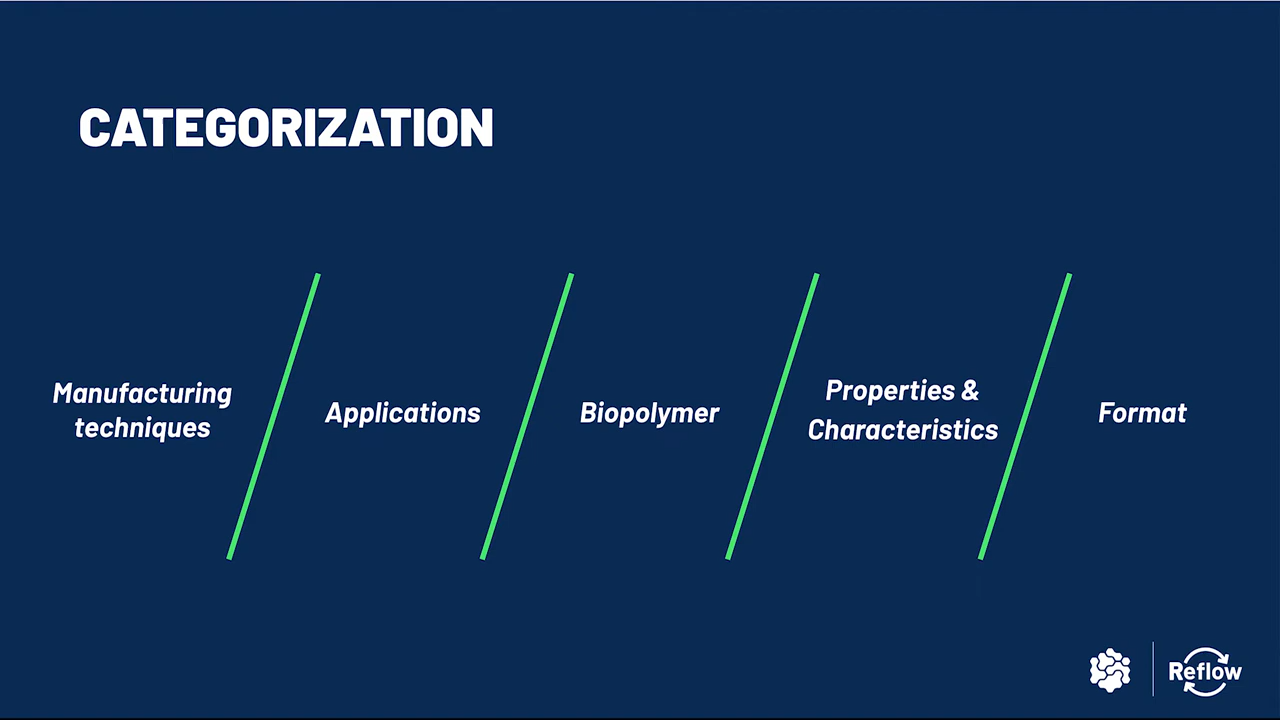 CATEGORIZATION
Manufacturing
techniques
Applications
Biopolymer
Properties &
Characteristics
Format
Reflow